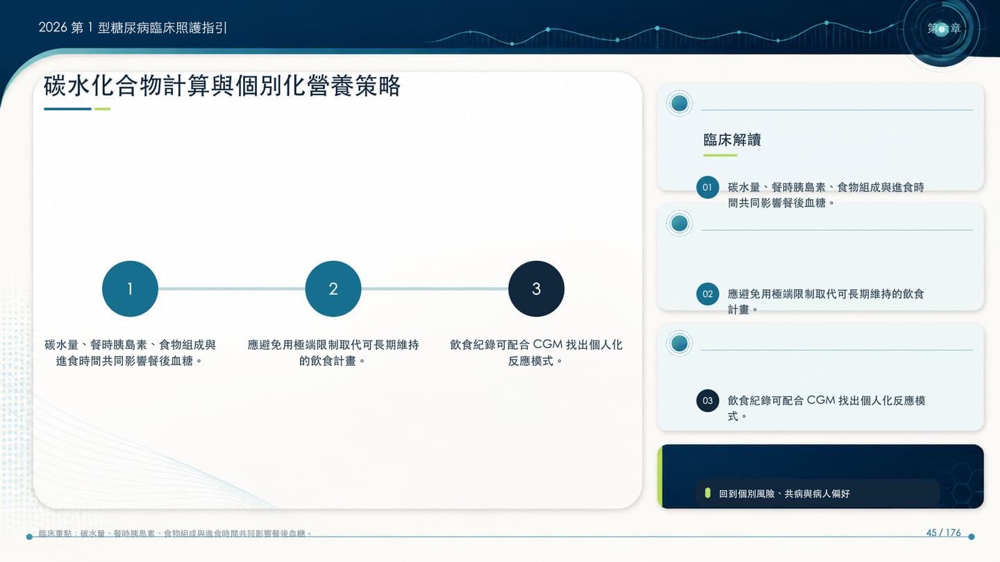 2026 第 1 型糖尿病臨床照護指引
第六章
碳水化合物計算與個別化營養策略
1
2
3
碳水量、餐時胰島素、食物組成與
進食時間共同影響餐後血糖。
應避免用極端限制取代可長期維持
的飲食計畫。
飲食紀錄可配合 CGM 找出個人化
反應模式。
臨床解讀
01
碳水量、餐時胰島素、食物組成與進食時
間共同影響餐後血糖。
02
應避免用極端限制取代可長期維持的飲食
計畫。
03
飲食紀錄可配合 CGM 找出個人化反應模
式。
回到個別風險、共病與病人偏好
臨床重點：碳水量、餐時胰島素、食物組成與進食時間共同影響餐後血糖。
45 / 176